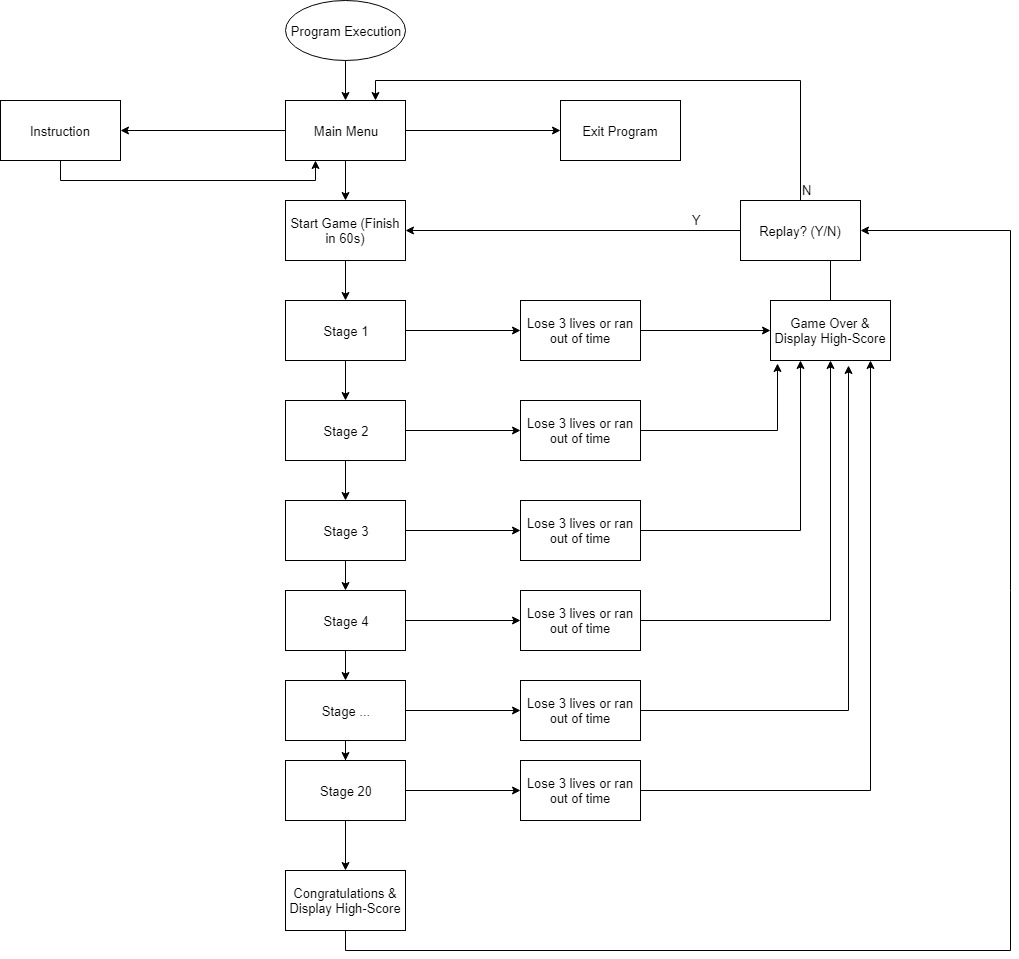 Program Execution
Instruction
Main Menu
Exit Program
N
Start Game (Finish
in 60s)
Y
Replay? (Y/N)
Stage 1
Lose 3 lives or ran
out of time
Game Over &
Display High-Score
Stage 2
Lose 3 lives or ran
out of time
Stage 3
Lose 3 lives or ran
out of time
Stage 4
Lose 3 lives or ran
out of time
Stage ...
Lose 3 lives or ran
out of time
Stage 20
Lose 3 lives or ran
out of time
Congratulations &
Display High-Score